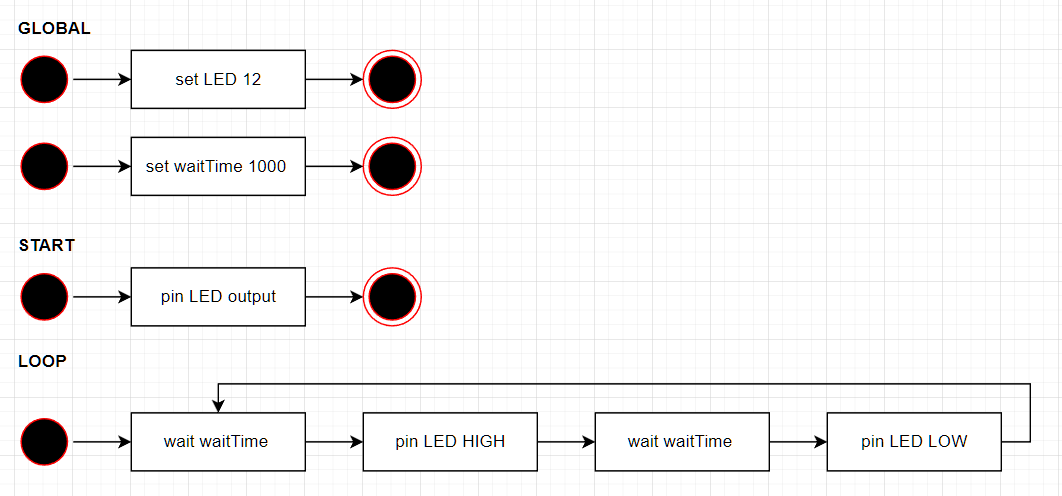 GLOBAL
set LED 12
set waitTime 1000
START
pin LED output
LOOP
wait waitTime
pin LED HIGH
wait waitTime
pin LED LOW